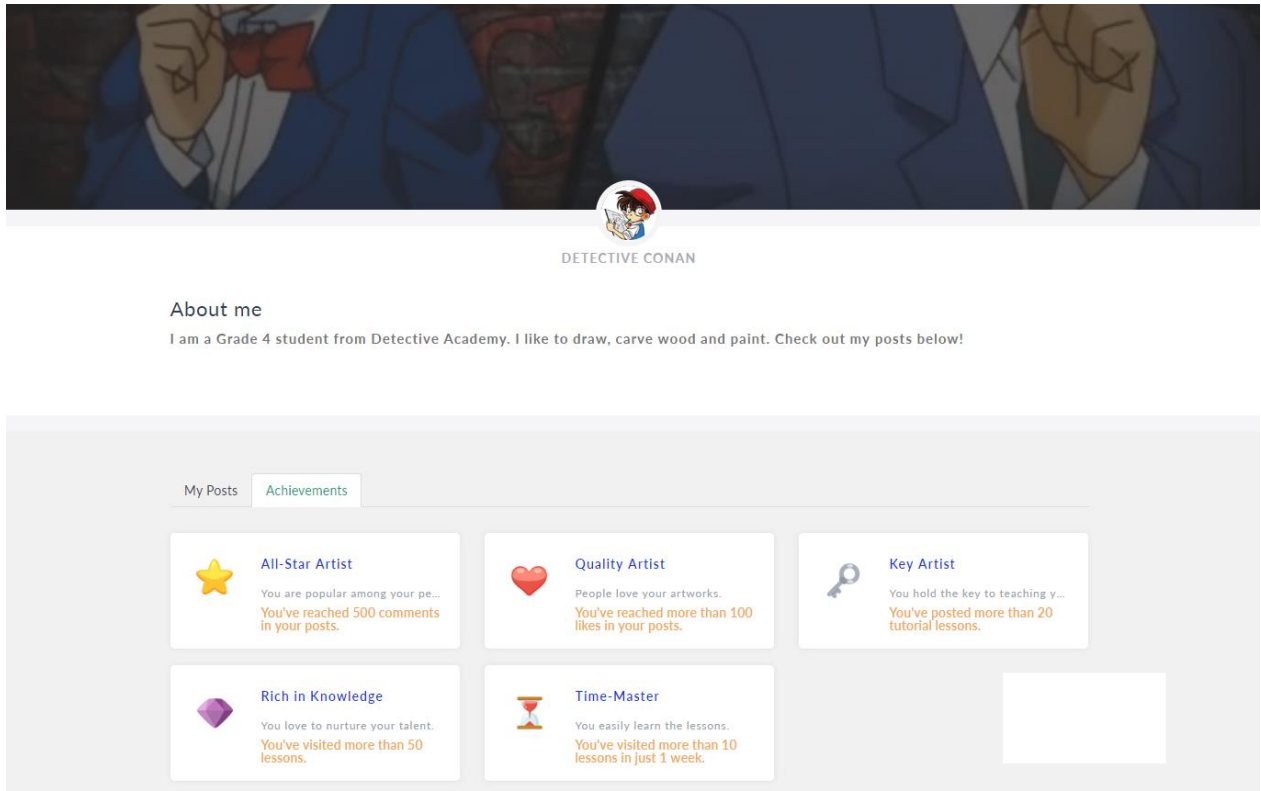 DETECTIVE CONAN
About me
I am a Grade 4 student from Detective Academy. I like to draw, carve wood and paint. Check out my posts below!
My Posts
Achievements
All-Star Artist
You are popular among your pe...
You've reached 500 comments
in your posts.
Quality Artist
People love your artworks.
You've reached more than 100
likes in your posts.
Key Artist
You hold the key to teaching y...
You've posted more than 20
tutorial lessons.
Rich in Knowledge
You love to nurture your talent.
You've visited more than 50
lessons.
Time-Master
You easily learn the lessons.
You've visited more than 10
lessons in just 1 week.